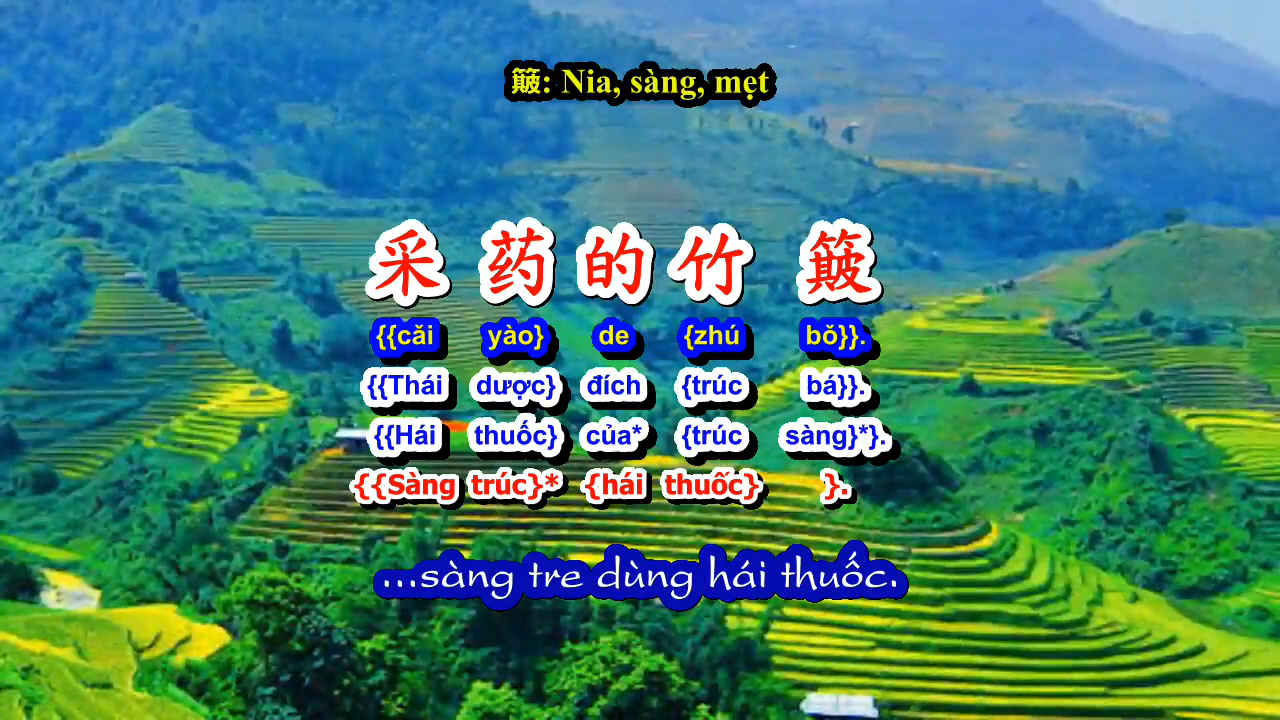 簸: Nia, sàng, mẹt
采 药 的 竹 簸
{{cǎi yào} de {zhú bǒ}}.
{{Thái dược} đích {trúc bá}}.
{{Hái thuốc} của* {trúc sàng}*}.
{{Sàng trúc}* {hái thuốc} }.
...sàng tre dùng hái thuốc.